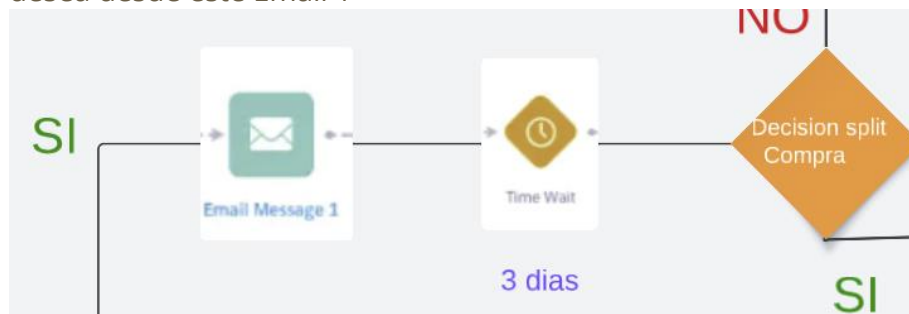 NO
SI
Decision split
Compra
Email Message 1
Time Wait
3 dias
SI